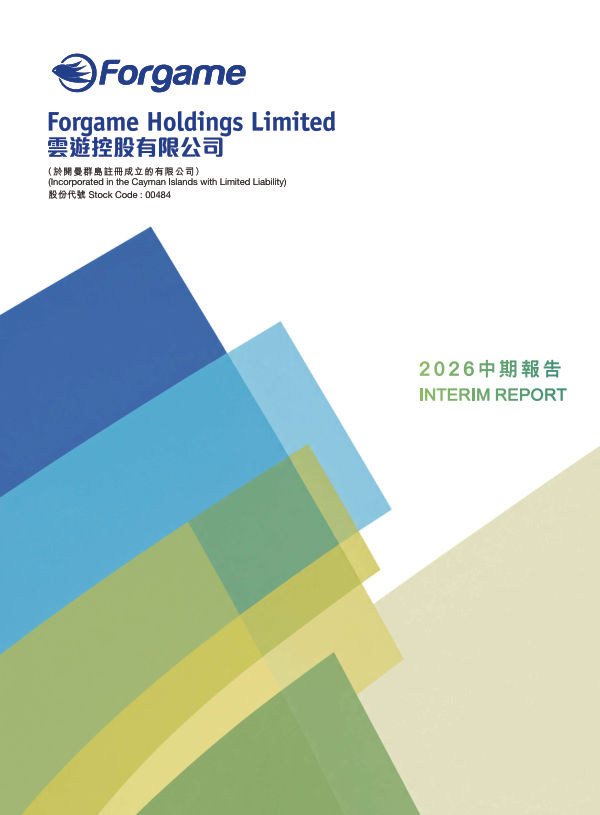 Forgame
Forgame Holdings Limited
雲遊控股有限公司
(於開曼群島註冊成立的有限公司)
(Incorporated in the Cayman Islands with Limited Liability)
股份代號 Stock Code : 00484
2026中期報告
INTERIM REPORT